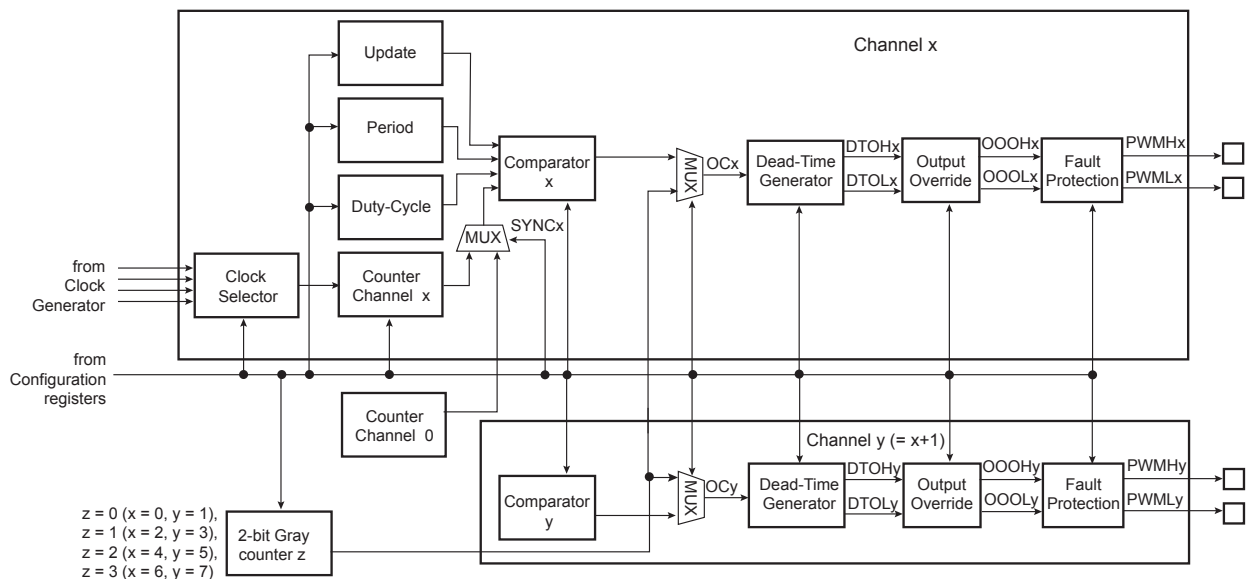 Channel x
Update
Period
Duty-Cycle
Comparator
x
MUX
SYNCx
MUX
OCx
Dead-Time
Generator
DTOHx
DTOLx
Output
Override
OOOHx
OOOLx
Fault
Protection
PWMHx
PWMLx
from
Clock
Generator
Clock
Selector
Counter
Channel x
from
Configuration
registers
Counter
Channel 0
Channel y (= x+1)
Comparator
y
MUX
OCy
Dead-Time
Generator
DTOHy
DTOLy
Output
Override
OOOHy
OOOLy
Fault
Protection
PWMHy
PWMLy
z = 0 (x = 0, y = 1),
z = 1 (x = 2, y = 3),
z = 2 (x = 4, y = 5),
z = 3 (x = 6, y = 7)
2-bit Gray
counter z